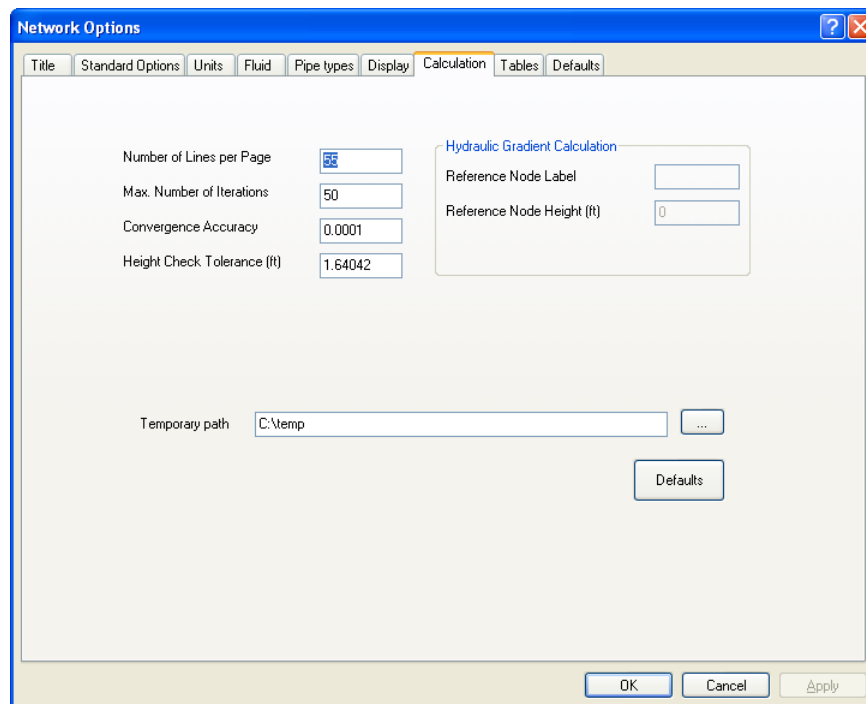 Network Options
Title Standard Options Units Fluid Pipe types Display Calculation Tables Defaults
Number of Lines per Page 55
Max. Number of Iterations 50
Convergence Accuracy 0.0001
Height Check Tolerance (ft) 1.64042
Hydraulic Gradient Calculation
Reference Node Label
Reference Node Height (ft) 0
Temporary path C:\temp ...
Defaults
OK Cancel Apply